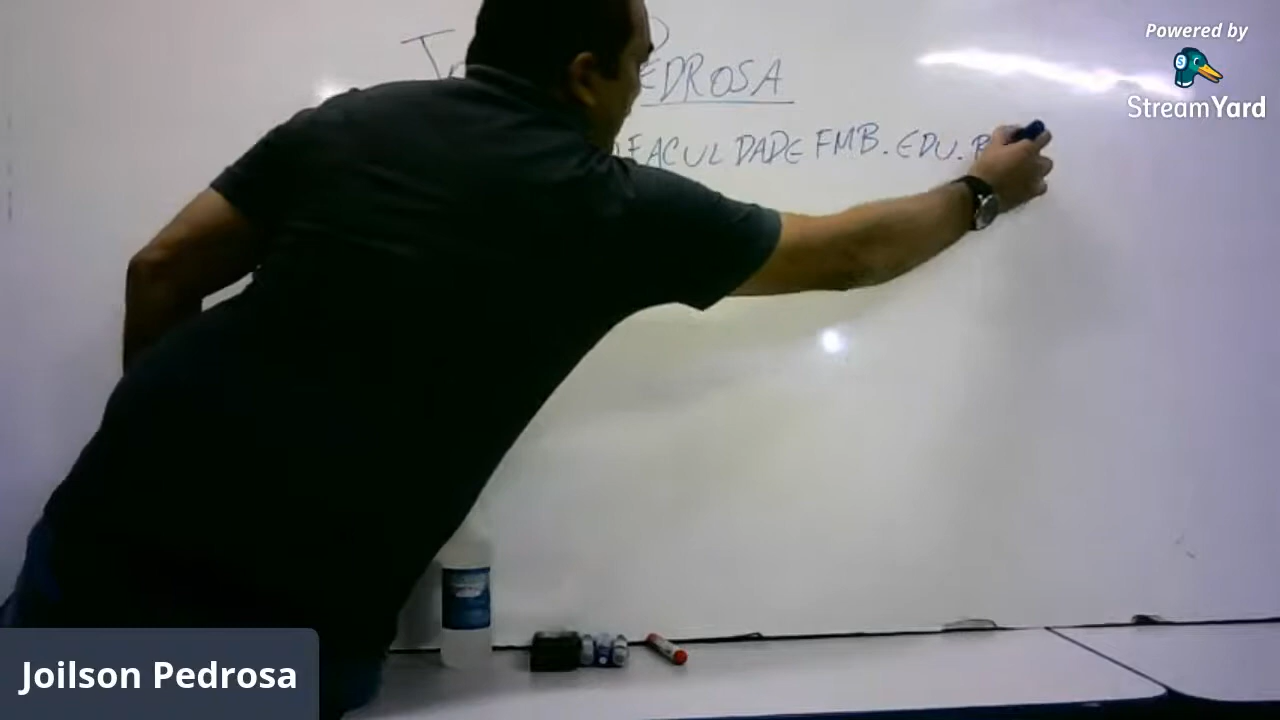 Powered by
StreamYard
EDROSA
FACULDADEFMB.EDU.
Joilson Pedrosa